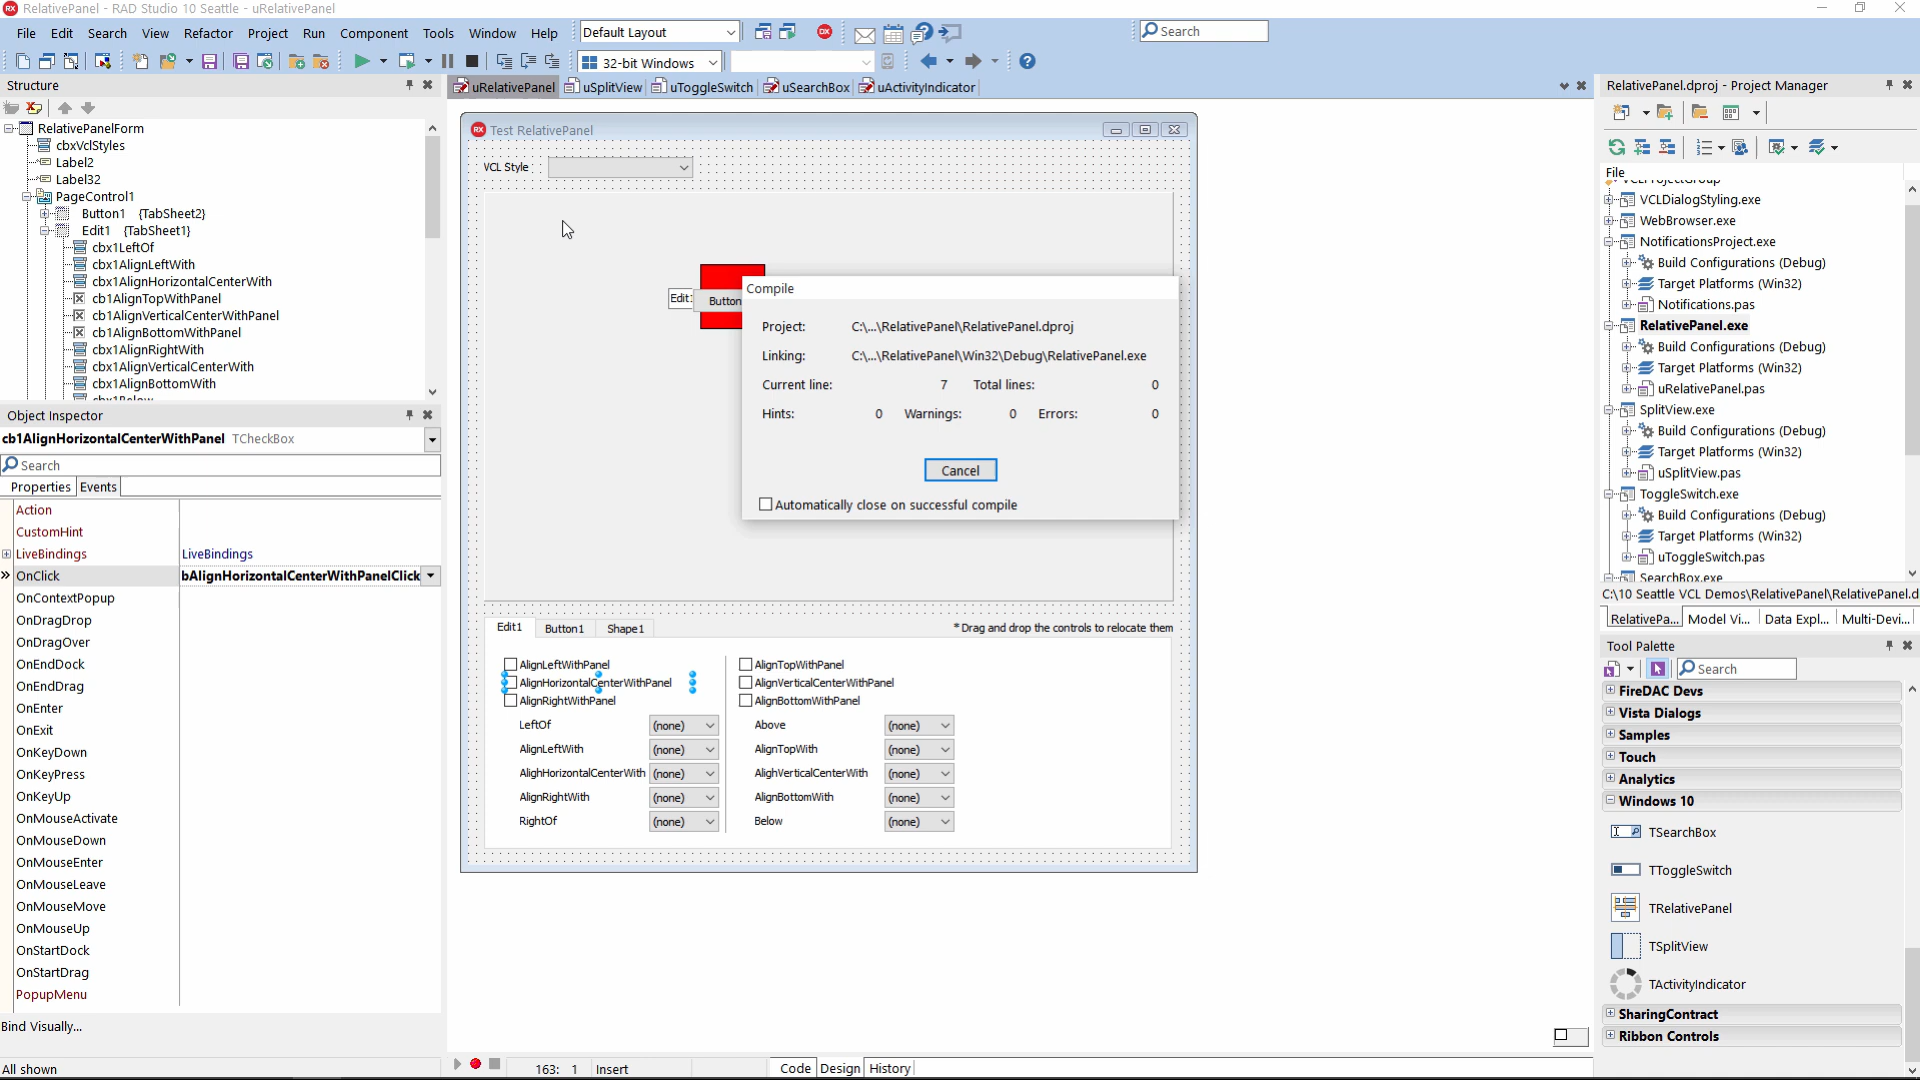 RelativePanel - RAD Studio 10 Seattle - uRelativePanel
File Edit Search View Refactor Project Run Component Tools Window Help
Default Layout
Search
32-bit Windows
Structure
RelativePanelForm
cbxVclStyles
Label2
Label32
PageControl1
Button1 {TabSheet2}
Edit1 {TabSheet1}
cbx1LeftOf
cbx1AlignLeftWith
cbx1AlignHorizontalCenterWith
cb1AlignTopWithPanel
cb1AlignVerticalCenterWithPanel
cb1AlignBottomWithPanel
cbx1AlignRightWith
cbx1AlignVerticalCenterWith
cbx1AlignBottomWith
cbx1Below
Object Inspector
cb1AlignHorizontalCenterWithPanel TCheckBox
Search
Properties Events
Action
CustomHint
LiveBindings LiveBindings
OnClick bAlignHorizontalCenterWithPanelClick
OnContextPopup
OnDragDrop
OnDragOver
OnEndDock
OnEndDrag
OnEnter
OnExit
OnKeyDown
OnKeyPress
OnKeyUp
OnMouseActivate
OnMouseDown
OnMouseEnter
OnMouseLeave
OnMouseMove
OnMouseUp
OnStartDock
OnStartDrag
PopupMenu
Bind Visually...
All shown
uRelativePanel uSplitView uToggleSwitch uSearchBox uActivityIndicator
Test RelativePanel
VCL Style
Edit1
Button
Compile
Project: C:\...\RelativePanel\RelativePanel.dproj
Linking: C:\...\RelativePanel\Win32\Debug\RelativePanel.exe
Current line: 7 Total lines: 0
Hints: 0 Warnings: 0 Errors: 0
Cancel
Automatically close on successful compile
Edit1 Button1 Shape1 * Drag and drop the controls to relocate them
AlignLeftWithPanel AlignTopWithPanel
AlignHorizontalCenterWithPanel AlignVerticalCenterWithPanel
AlignRightWithPanel AlignBottomWithPanel
LeftOf (none) Above (none)
AlignLeftWith (none) AlignTopWith (none)
AlighHorizontalCenterWith (none) AlighVerticalCenterWith (none)
AlignRightWith (none) AlignBottomWith (none)
RightOf (none) Below (none)
163: 1 Insert Code Design History
RelativePanel.dproj - Project Manager
File
VCLProjectGroup
VCLDialogStyling.exe
WebBrowser.exe
NotificationsProject.exe
Build Configurations (Debug)
Target Platforms (Win32)
Notifications.pas
RelativePanel.exe
Build Configurations (Debug)
Target Platforms (Win32)
uRelativePanel.pas
SplitView.exe
Build Configurations (Debug)
Target Platforms (Win32)
uSplitView.pas
ToggleSwitch.exe
Build Configurations (Debug)
Target Platforms (Win32)
uToggleSwitch.pas
SearchBox.exe
C:\10 Seattle VCL Demos\RelativePanel\RelativePanel.d
RelativePa... Model Vi... Data Expl... Multi-Devi...
Tool Palette
Search
FireDAC Devs
Vista Dialogs
Samples
Touch
Analytics
Windows 10
TSearchBox
TToggleSwitch
TRelativePanel
TSplitView
TActivityIndicator
SharingContract
Ribbon Controls